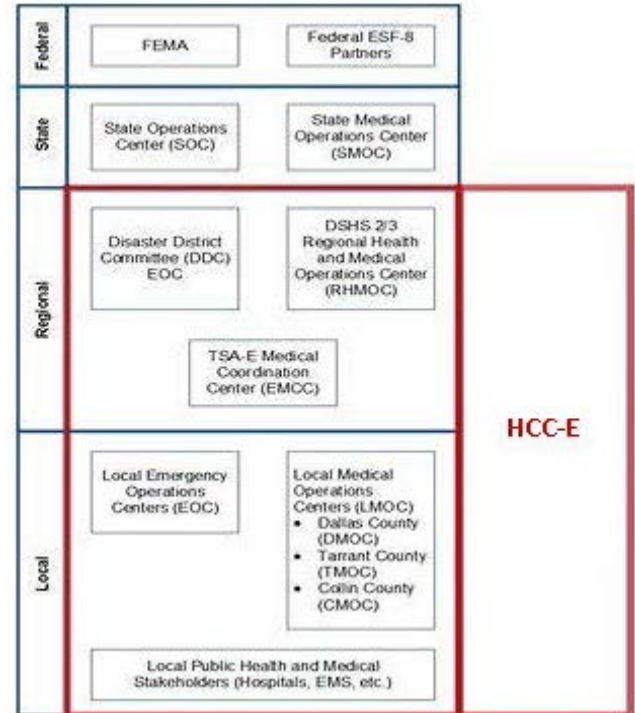 Federal
FEMA
Federal ESF-8
Partners
State
State Operations
Center (SOC)
State Medical
Operations Center
(SMOC)
Regional
Disaster District
Committee (DDC)
EOC
DSHS 2/3
Regional Health
and Medical
Operations Center
(RHMOC)
TSA-E Medical
Coordination
Center (EMCC)
HCC-E
Local
Local Emergency
Operations
Centers (EOC)
Local Medical
Operations
Centers (LMOC)
• Dallas County
(DMOC)
• Tarrant County
(TMOC)
• Collin County
(CMOC)
Local Public Health and Medical
Stakeholders (Hospitals, EMS, etc.)